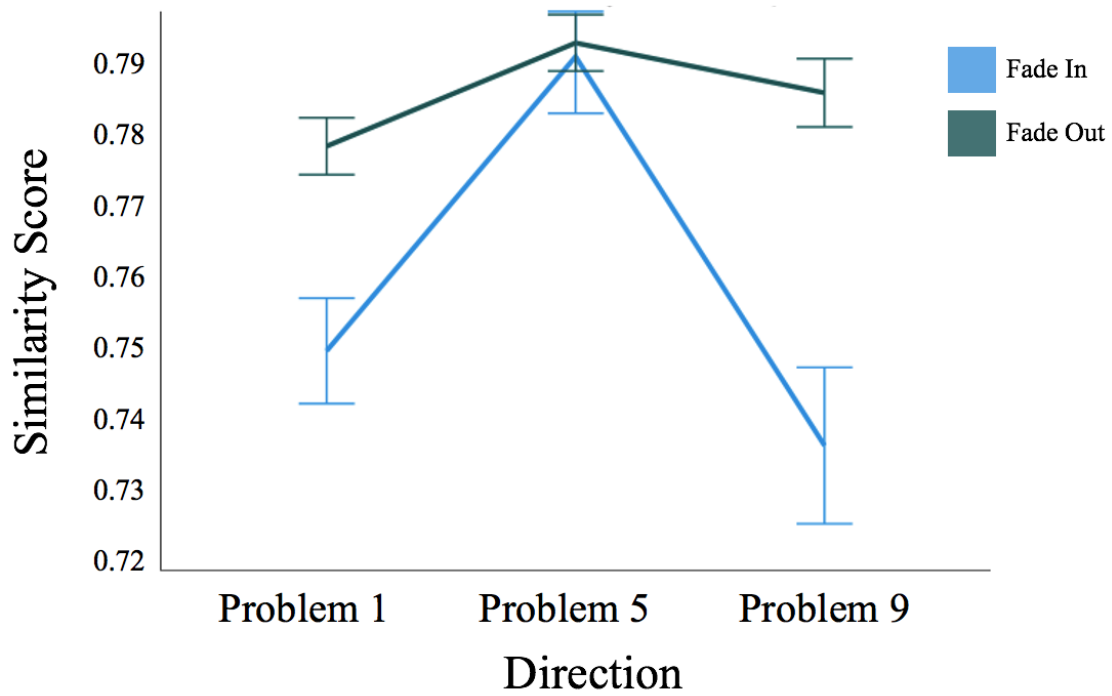 0.79
0.78
0.77
0.76
0.75
0.74
0.73
0.72
Similarity Score
Problem 1
Problem 5
Problem 9
Direction
Fade In
Fade Out